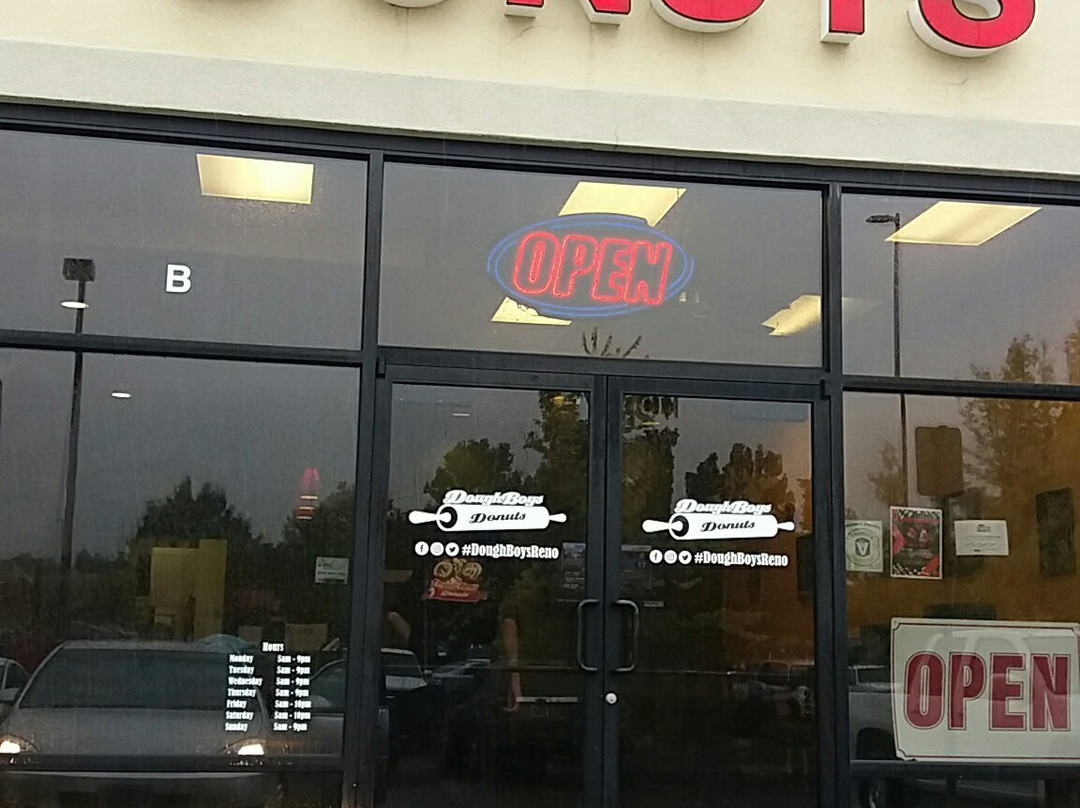 DONUTS
OPEN
B
DoughBoys
Donuts
#DoughBoysReno
DoughBoys
Donuts
#DoughBoysReno
Hours
Monday 5am - 9pm
Tuesday 5am - 9pm
Wednesday 5am - 9pm
Thursday 5am - 9pm
Friday 5am - 10pm
Saturday 5am - 10pm
Sunday 5am - 9pm
OPEN